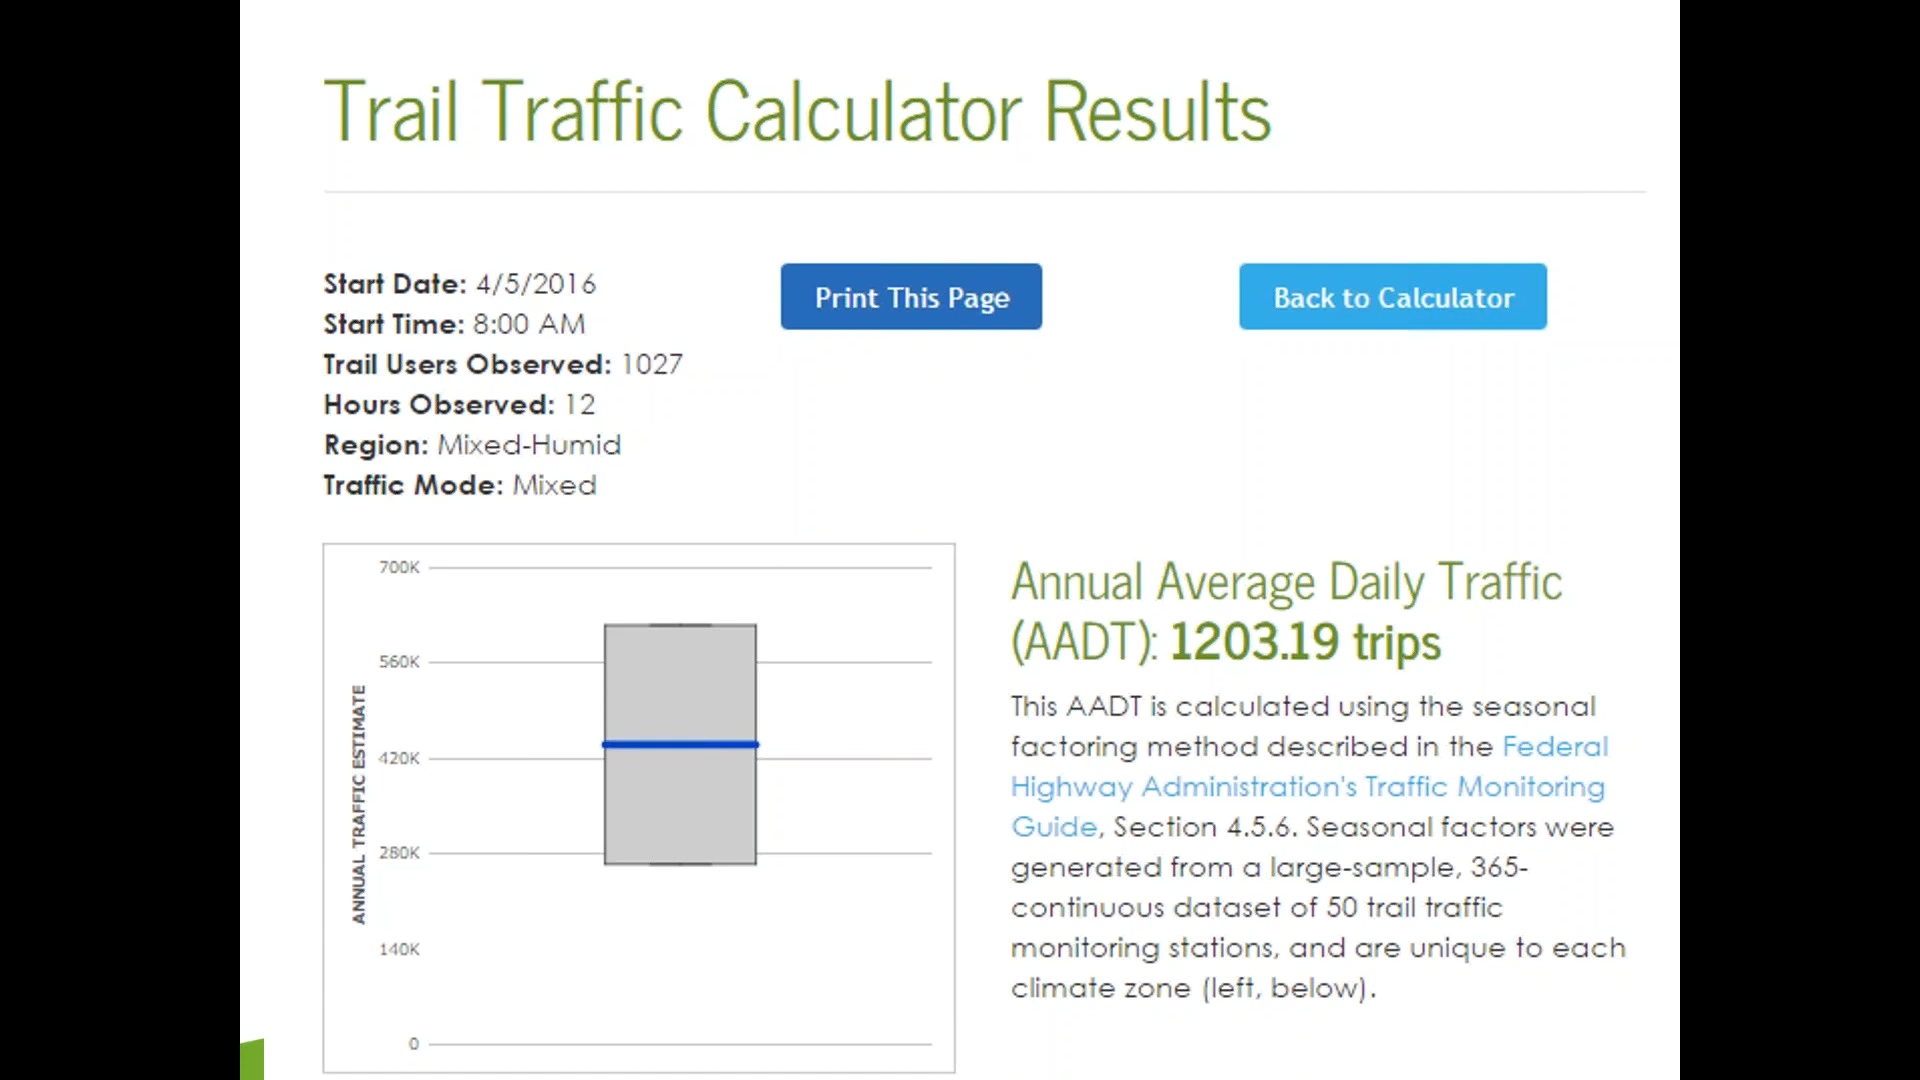 Trail Traffic Calculator Results
Start Date: 4/5/2016
Start Time: 8:00 AM
Trail Users Observed: 1027
Hours Observed: 12
Region: Mixed-Humid
Traffic Mode: Mixed
Print This Page
Back to Calculator
700K
560K
420K
280K
140K
0
ANNUAL TRAFFIC ESTIMATE
Annual Average Daily Traffic
(AADT): 1203.19 trips
This AADT is calculated using the seasonal
factoring method described in the Federal
Highway Administration's Traffic Monitoring
Guide, Section 4.5.6. Seasonal factors were
generated from a large-sample, 365-
continuous dataset of 50 trail traffic
monitoring stations, and are unique to each
climate zone (left, below).